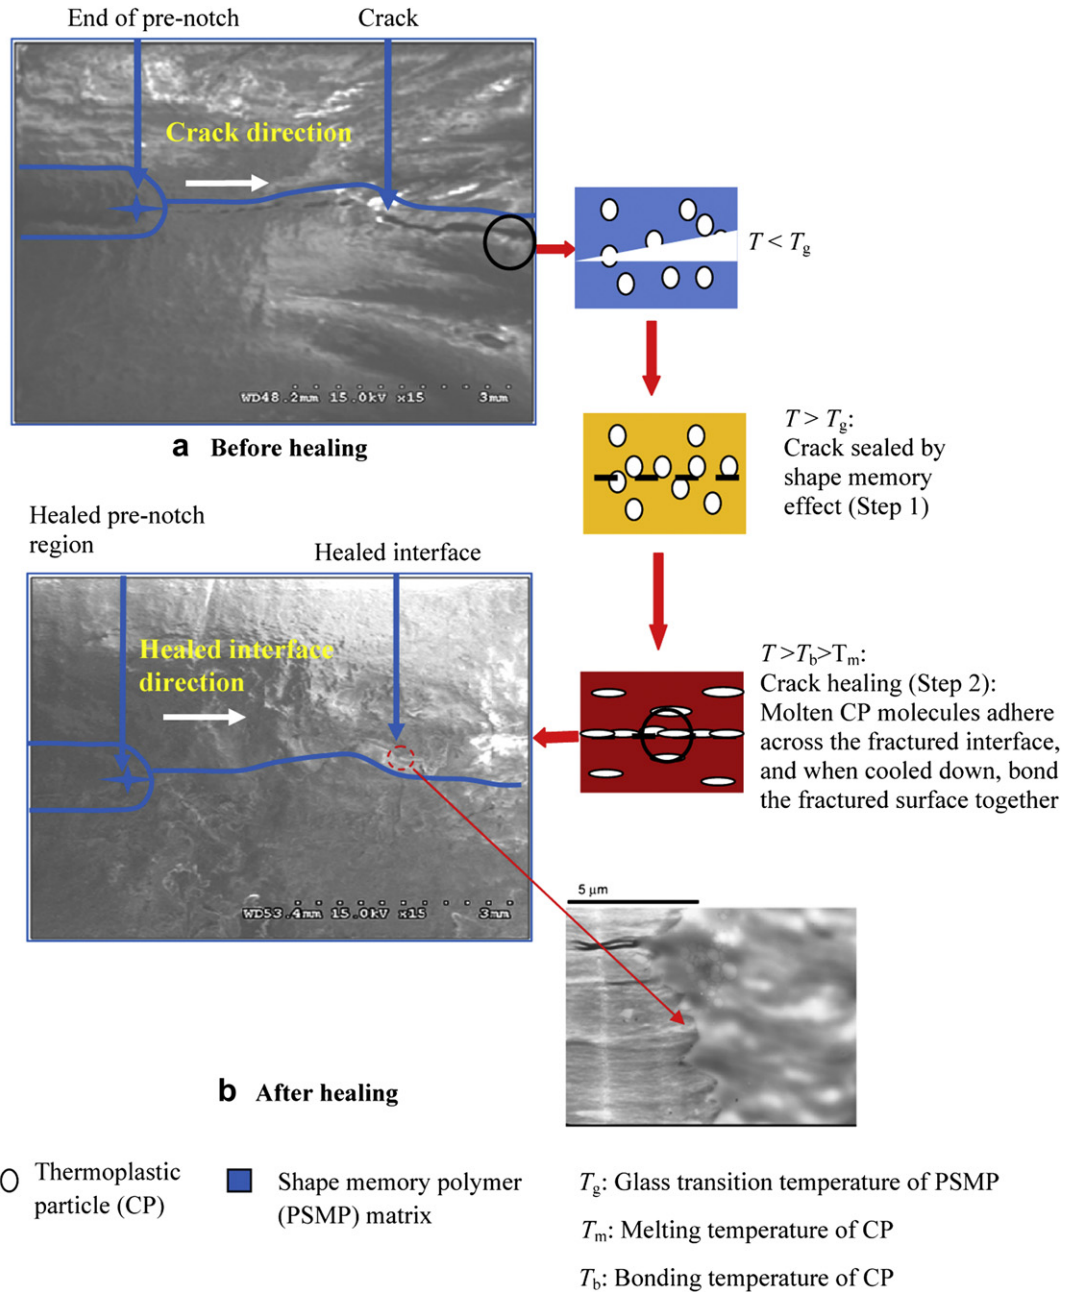 End of pre-notch
Crack
Crack direction
WD48.2mm 15.0kV x15 3mm
a Before healing
T < Tg
T > Tg:
Crack sealed by
shape memory
effect (Step 1)
Healed pre-notch
region
Healed interface
Healed interface
direction
WD53.4mm 15.0kV x15 3mm
T >Tb>Tm:
Crack healing (Step 2):
Molten CP molecules adhere
across the fractured interface,
and when cooled down, bond
the fractured surface together
5 µm
b After healing
Thermoplastic
particle (CP)
Shape memory polymer
(PSMP) matrix
Tg: Glass transition temperature of PSMP
Tm: Melting temperature of CP
Tb: Bonding temperature of CP